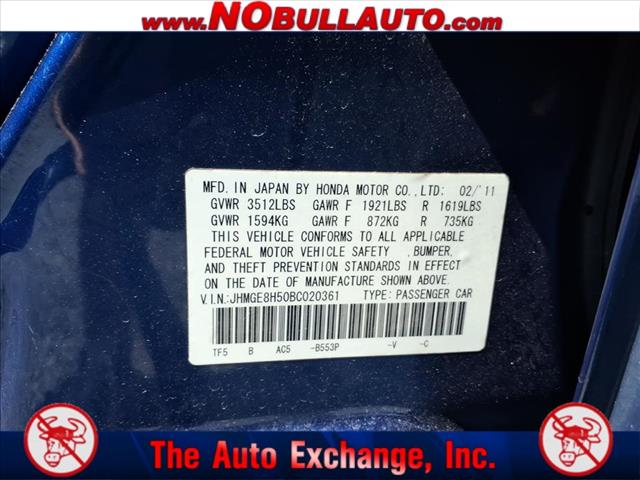 www.NOBULLAUTO.COM
MFD. IN JAPAN BY HONDA MOTOR CO., LTD: 02/'11
GVWR 3512LBS GAWR F 1921LBS R 1619LBS
GVWR 1594KG GAWR F 872KG R 735KG
THIS VEHICLE CONFORMS TO ALL APPLICABLE
FEDERAL MOTOR VEHICLE SAFETY , BUMPER,
AND THEFT PREVENTION STANDARDS IN EFFECT
ON THE DATE OF MANUFACTURE SHOWN ABOVE.
V.I.N:JHMGE8H50BC020361 TYPE: PASSENGER CAR
TF5 B AC5 -B553P -V -C
The Auto Exchange, Inc.